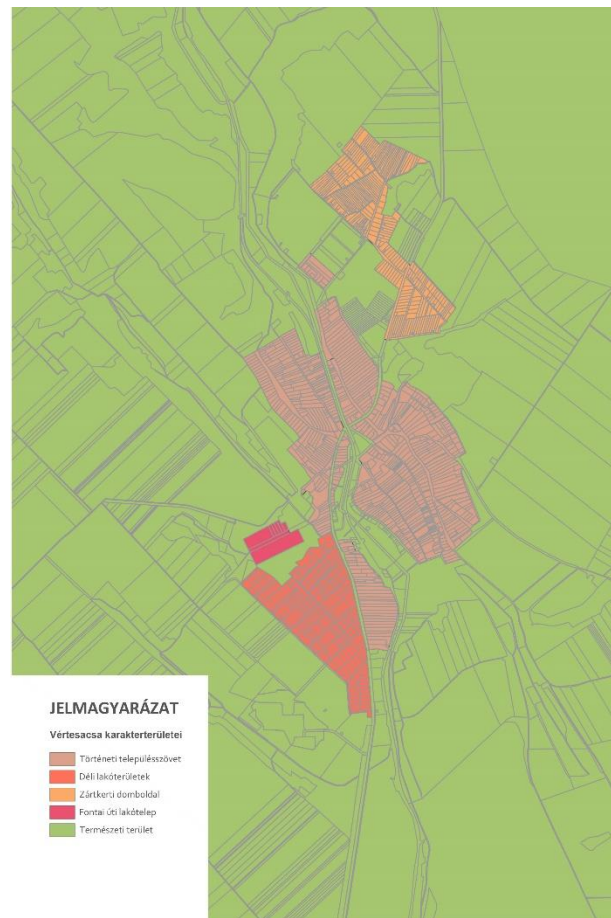 JELMAGYARÁZAT
Vértesacsa karakterterületei
Történeti településszövet
Déli lakóterületek
Zártkerti domboldal
Fontai úti lakótelep
Természeti terület